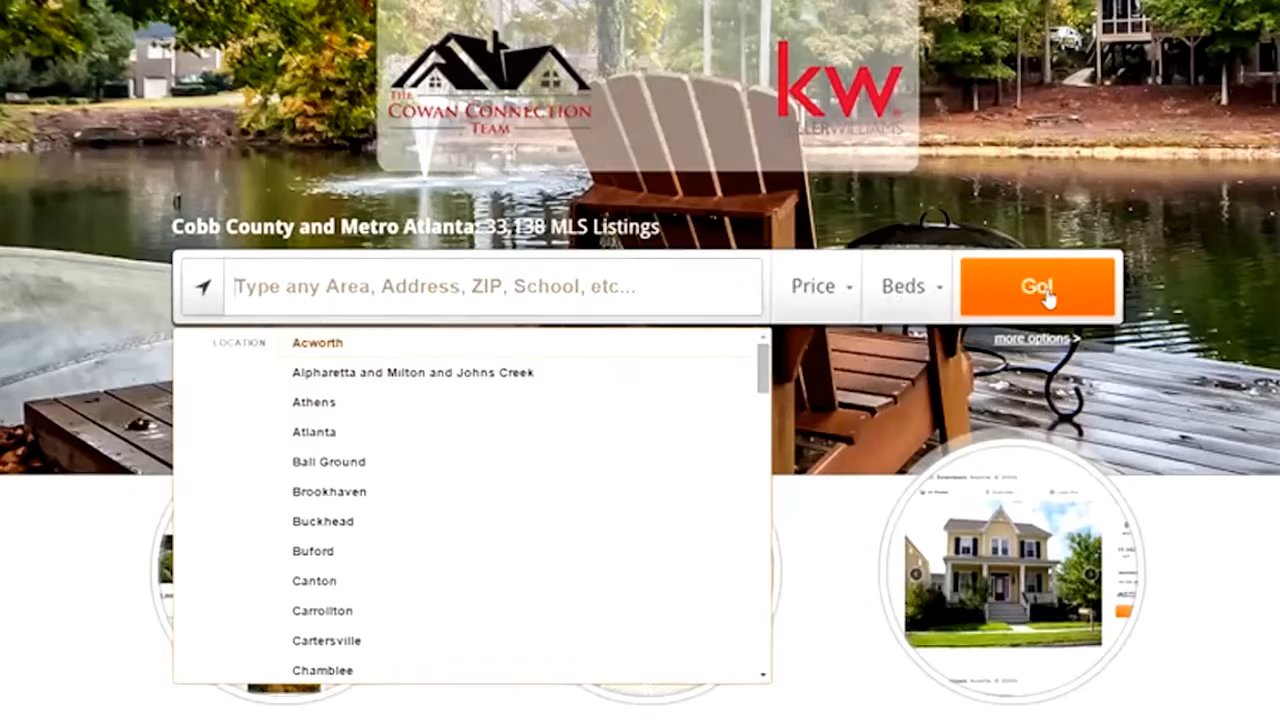 THE
COWAN CONNECTION
TEAM
kw
ELLERWILLIAMS
Cobb County and Metro Atlanta: 33,138 MLS Listings
Type any Area, Address, ZIP, School, etc...
Price
Beds
Go!
more options >
LOCATION
Acworth
Alpharetta and Milton and Johns Creek
Athens
Atlanta
Ball Ground
Brookhaven
Buckhead
Buford
Canton
Carrollton
Cartersville
Chamblee